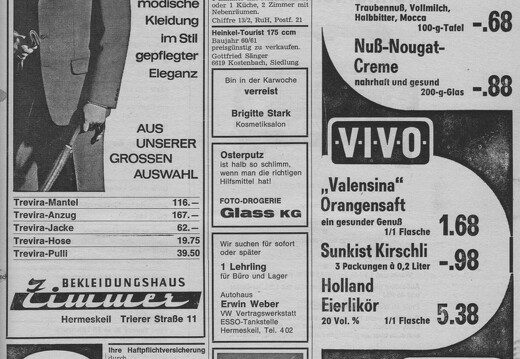 modische
Kleidung
im Stil
gepflegter
Eleganz
AUS
UNSERER
GROSSEN
AUSWAHL
Trevira-Mantel 116.—
Trevira-Anzug 167.—
Trevira-Jacke 62.—
Trevira-Hose 19.75
Trevira-Pulli 39.50
BEKLEIDUNGSHAUS
Zimmer
Hermeskeil Trierer Straße 11
Ihre Haftpflichtversicherung
oder 1 Küche, 2 Zimmer mit
Nebenräumen.
Chiffre 13/2, RuH, Postf. 21
Heinkel-Tourist 175 ccm
Baujahr 60/61
preisgünstig zu verkaufen.
Gottfried Sänger
6619 Kostenbach, Siedlung
Bin in der Karwoche
verreist
Brigitte Stark
Kosmetiksalon
Osterputz
ist halb so schlimm,
wenn man die richtigen
Hilfsmittel hat!
FOTO-DROGERIE
Glass KG
Wir suchen für sofort
oder später
1 Lehrling
für Büro und Lager
Autohaus
Erwin Weber
VW Vertragswerkstatt
ESSO-Tankstelle
Hermeskeil, Tel. 402
Traubennuß, Vollmilch,
Halbbitter, Mocca
100-g-Tafel -.68
Nuß-Nougat-
Creme
nahrhaft und gesund
200-g-Glas -.88
V·I·V·O
„Valensina"
Orangensaft
ein gesunder Genuß
1/1 Flasche 1.68
Sunkist Kirschli
3 Packungen à 0,2 Liter -.98
Holland
Eierlikör
20 Vol. % 1/1 Flasche 5.38